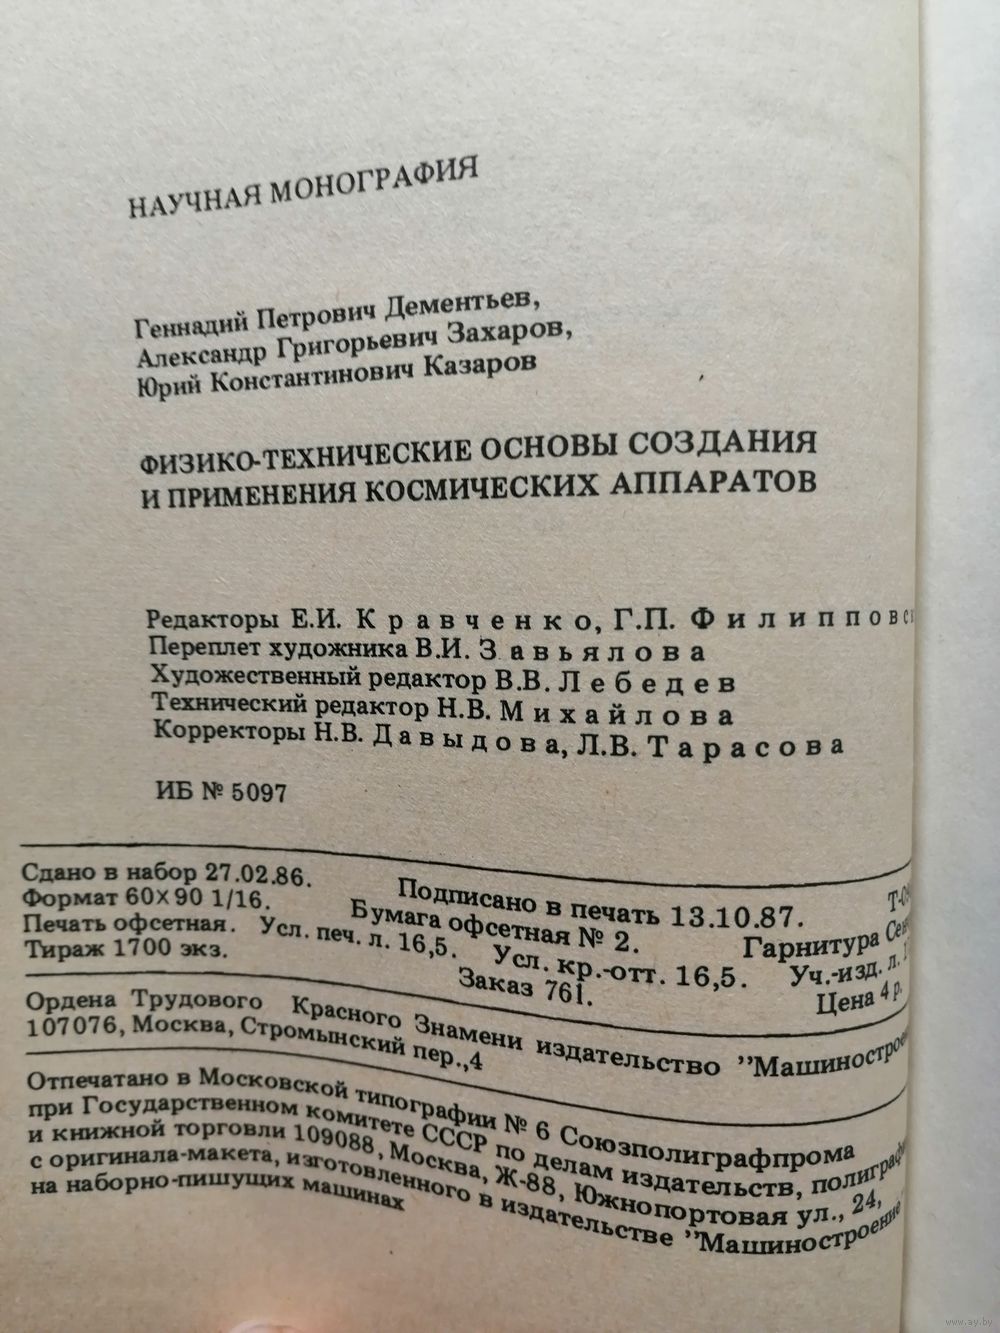 НАУЧНАЯ МОНОГРАФИЯ
Геннадий Петрович Дементьев,
Александр Григорьевич Захаров,
Юрий Константинович Казаров
ФИЗИКО-ТЕХНИЧЕСКИЕ ОСНОВЫ СОЗДАНИЯ
И ПРИМЕНЕНИЯ КОСМИЧЕСКИХ АППАРАТОВ
Редакторы Е.И. Кравченко, Г.П.
Переплет художника В.И. Завьялова
Художественный редактор В.В. Лебедев
Технический редактор Н.В. Михайлова
Корректоры Н.В. Давыдова, Л.В. Тарасова
ИБ № 5097
Сдано в набор 27.02.86. Подписано в печать 13.10.87.
Формат 60×90 1/16. Бумага офсетная № 2. Гарнитура
Печать офсетная. Усл. печ. л. 16,5. Усл. кр.-отт. 16,5. Уч.-изд. л.
Тираж 1700 экз. Заказ 761. Цена 4 р.
Ордена Трудового Красного Знамени издательство
107076, Москва, Стромынский пер.,4
Отпечатано в Московской типографии № 6 Союзполиграфпрома
при Государственном комитете СССР по делам издательств,
и книжной торговли 109088, Москва, Ж-88, Южнопортовая ул., 24,
с оригинала-макета, изготовленного в издательстве "Машиностроение
на наборно-пишущих машинах
www.ay.by